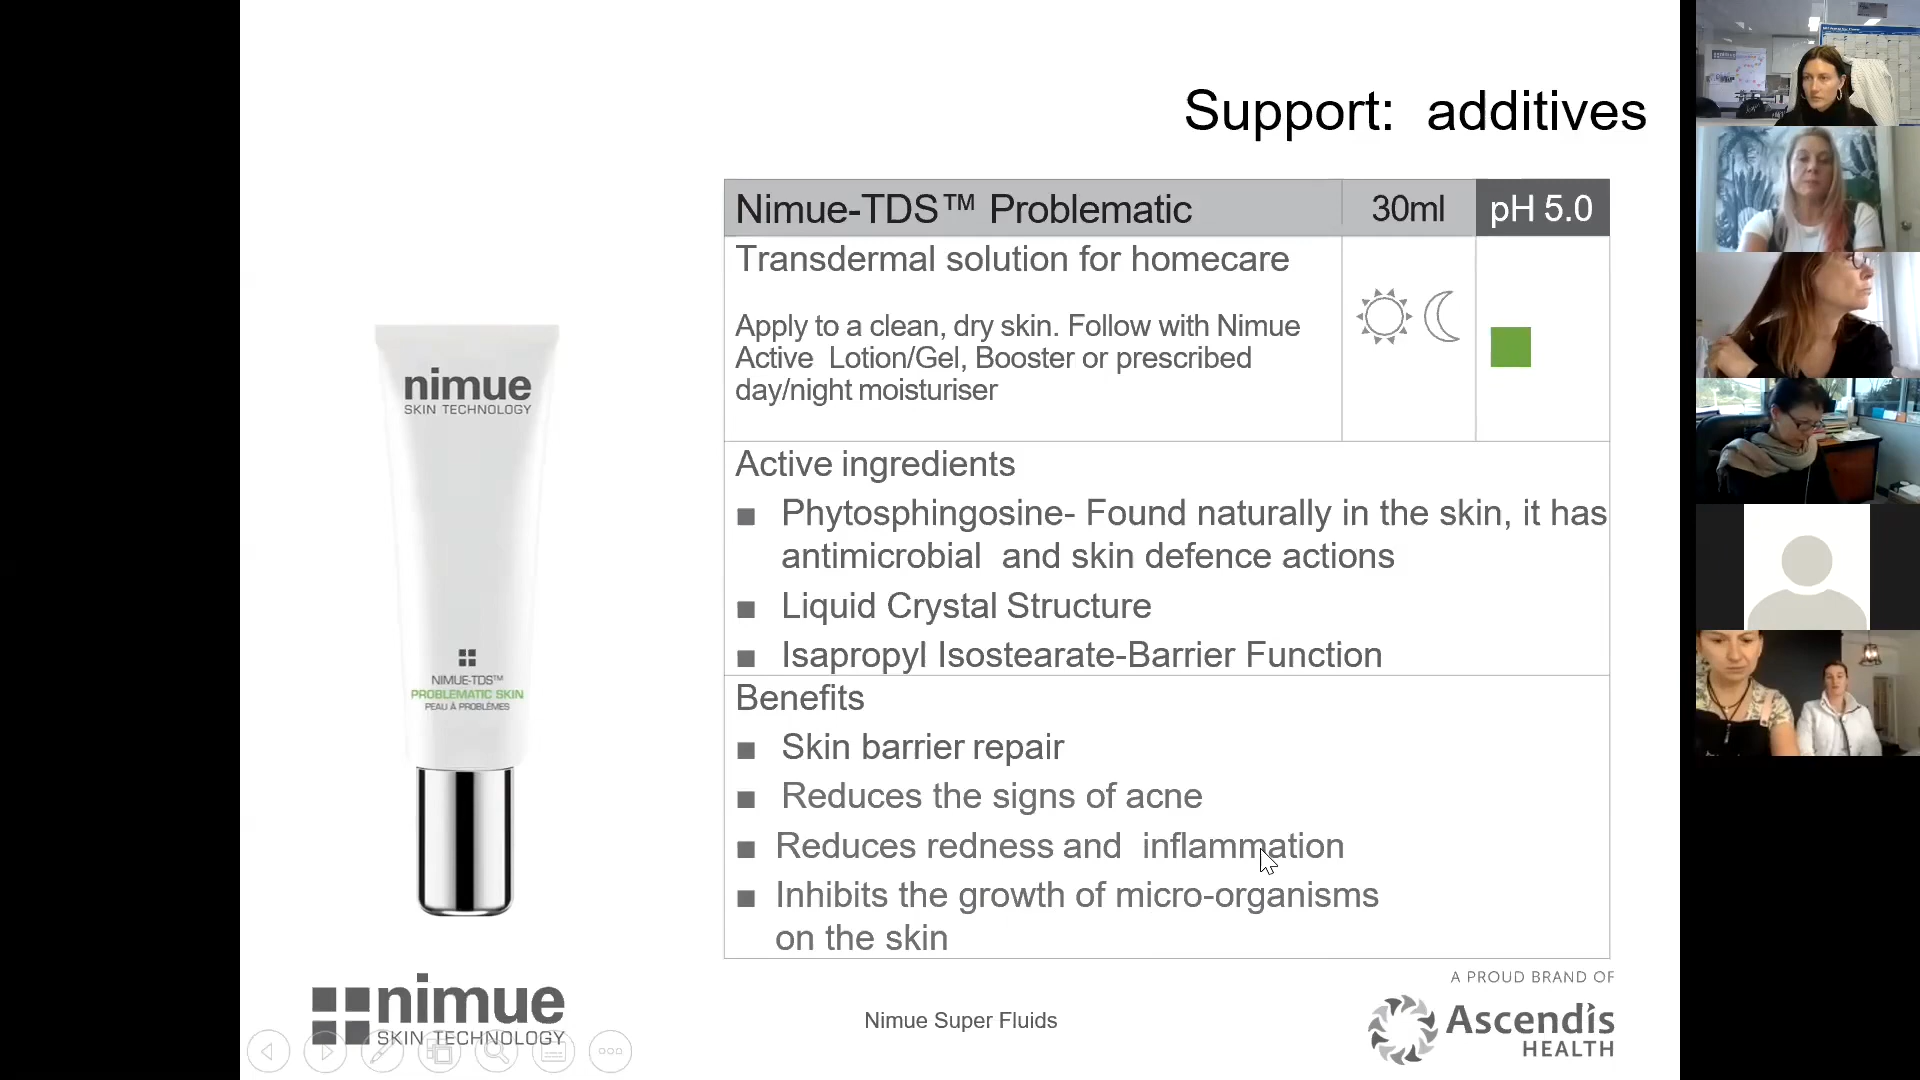 Support: additives
Nimue-TDS™ Problematic 30ml pH 5.0
Transdermal solution for homecare
Apply to a clean, dry skin. Follow with Nimue
Active Lotion/Gel, Booster or prescribed
day/night moisturiser
Active ingredients
Phytosphingosine- Found naturally in the skin, it has
antimicrobial and skin defence actions
Liquid Crystal Structure
Isapropyl Isostearate-Barrier Function
Benefits
Skin barrier repair
Reduces the signs of acne
Reduces redness and inflammation
Inhibits the growth of micro-organisms
on the skin
nimue
SKIN TECHNOLOGY
NIMUE-TDS™
PROBLEMATIC SKIN
PEAU À PROBLÈMES
nimue
SKIN TECHNOLOGY
Nimue Super Fluids
A PROUD BRAND OF
Ascendis
HEALTH